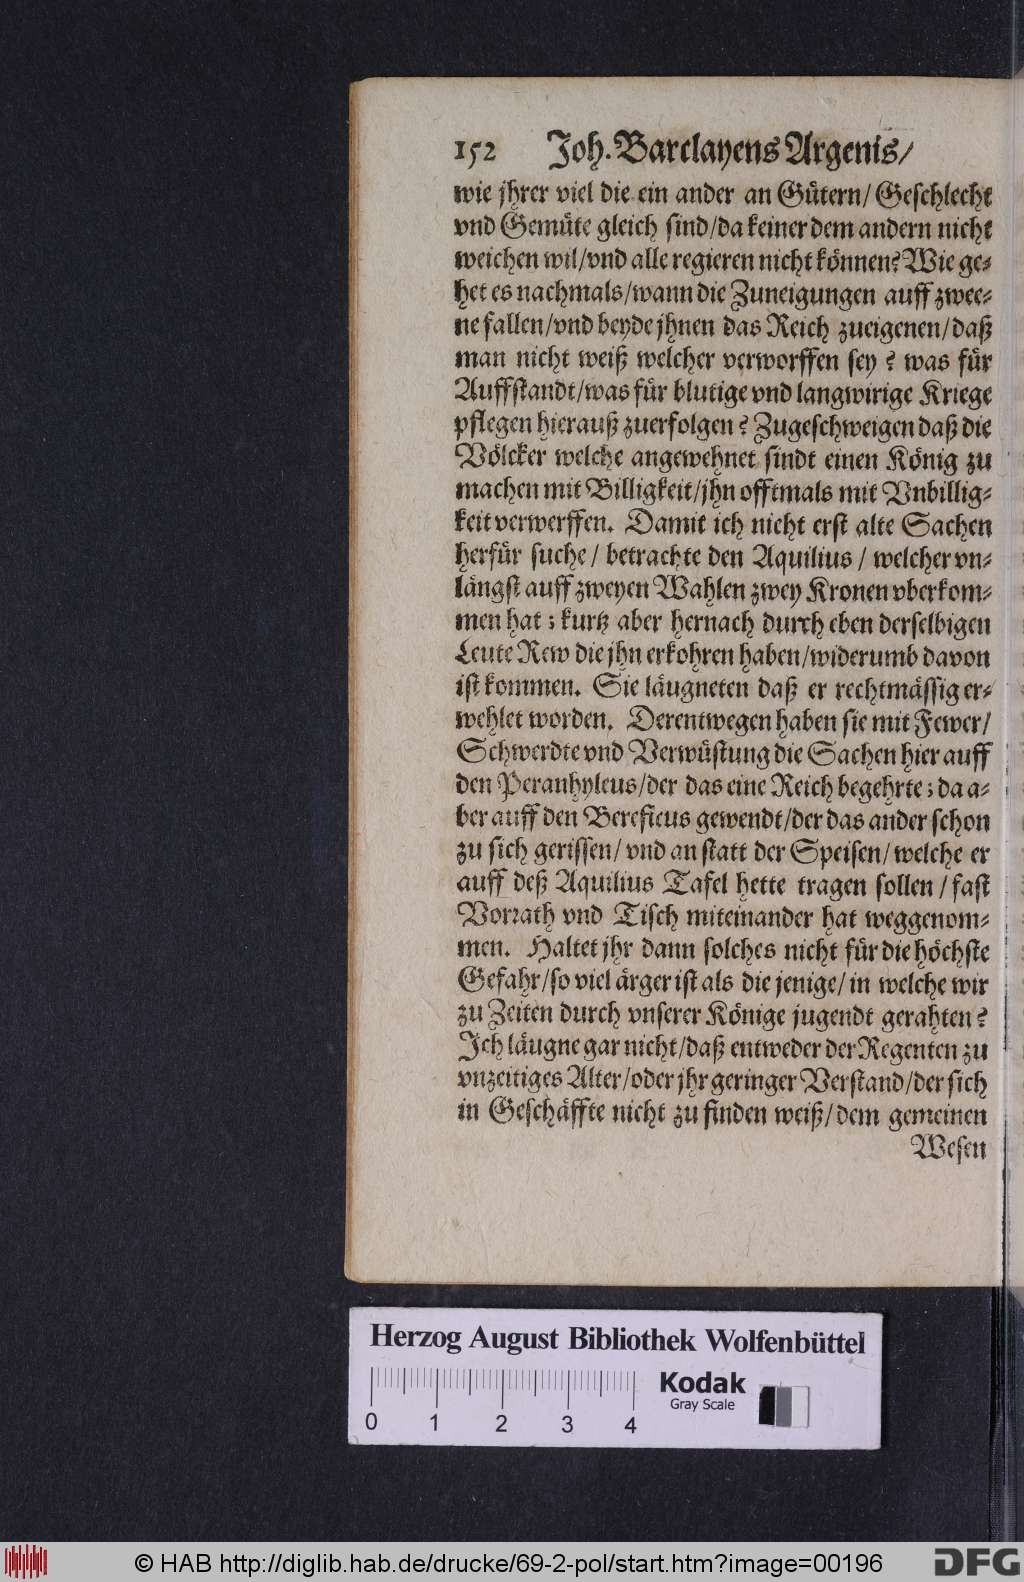 152 Joh. Barclayens Argenis/
wie jhrer viel die ein ander an Gütern/ Geschlecht
vnd Gemüte gleich sind/da keiner dem andern nicht
weichen wil/vnd alle regieren nicht können? Wie ge-
het es nachmals/wann die Zuneigungen auff zwee-
ne fallen/vnd beyde jhnen das Reich zueigenen/daß
man nicht weiß welcher verworffen sey? was für
Auffstandt/was für blutige vnd langwirige Kriege
pflegen hierauß zuerfolgen? Zugeschweigen daß die
Völcker welche angewehnet sindt einen König zu
machen mit Billigkeit/jhn offtmals mit Vnbillig-
keit verwerffen. Damit ich nicht erst alte Sachen
herfür suche/ betrachte den Aquilius/ welcher vn-
längst auff zweyen Wahlen zwey Kronen vberkom-
men hat; kurtz aber hernach durch eben derselbigen
Leute Rew die jhn erkohren haben/widerumb davon
ist kommen. Sie läugneten daß er rechtmässig er-
wehlet worden. Derentwegen haben sie mit Fewer/
Schwerdte vnd Verwüstung die Sachen hier auff
den Peranhyleus/der das eine Reich begehrte; da a-
ber auff den Bereficus gewendt/der das ander schon
zu sich gerissen/ vnd an statt der Speisen/ welche er
auff deß Aquilius Tafel hette tragen sollen/ fast
Vorrath vnd Tisch miteinander hat weggenom-
men. Haltet jhr dann solches nicht für die höchste
Gefahr/so viel ärger ist als die jenige/ in welche wir
zu Zeiten durch vnserer Könige jugendt gerahten?
Ich läugne gar nicht/daß entweder der Regenten zu
vnzeitiges Alter/oder jhr geringer Verstand/der sich
in Geschäffte nicht zu finden weiß/dem gemeinen
Wesen
Herzog August Bibliothek Wolfenbüttel
Kodak
Gray Scale
0 1 2 3 4
© HAB http://diglib.hab.de/drucke/69-2-pol/start.htm?image=00196
DFG